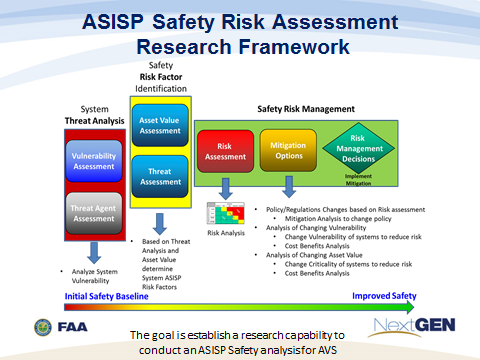 ASISP Safety Risk Assessment
Research Framework
Safety
Risk Factor
Identification
System
Threat Analysis
Safety Risk Management
Vulnerability
Assessment
Threat Agent
Assessment
Asset Value
Assessment
Threat
Assessment
Risk
Assessment
Mitigation
Options
Risk
Management
Decisions
Implement
Mitigation
Risk Analysis
• Analyze System
Vulnerability
• Based on Threat
Analysis and
Asset Value
determine
System ASISP
Risk Factors
• Policy/Regulations Changes based on Risk assessment
• Mitigation Analysis to change policy
• Analysis of Changing Vulnerability
• Change Vulnerability of systems to reduce risk
• Cost Benefits Analysis
• Analysis of Changing Asset Value
• Change Criticality of systems to reduce risk
• Cost Benefits Analysis
Initial Safety Baseline
Improved Safety
FAA
NextGEN
The goal is establish a research capability to
conduct an ASISP Safety analysis for AVS